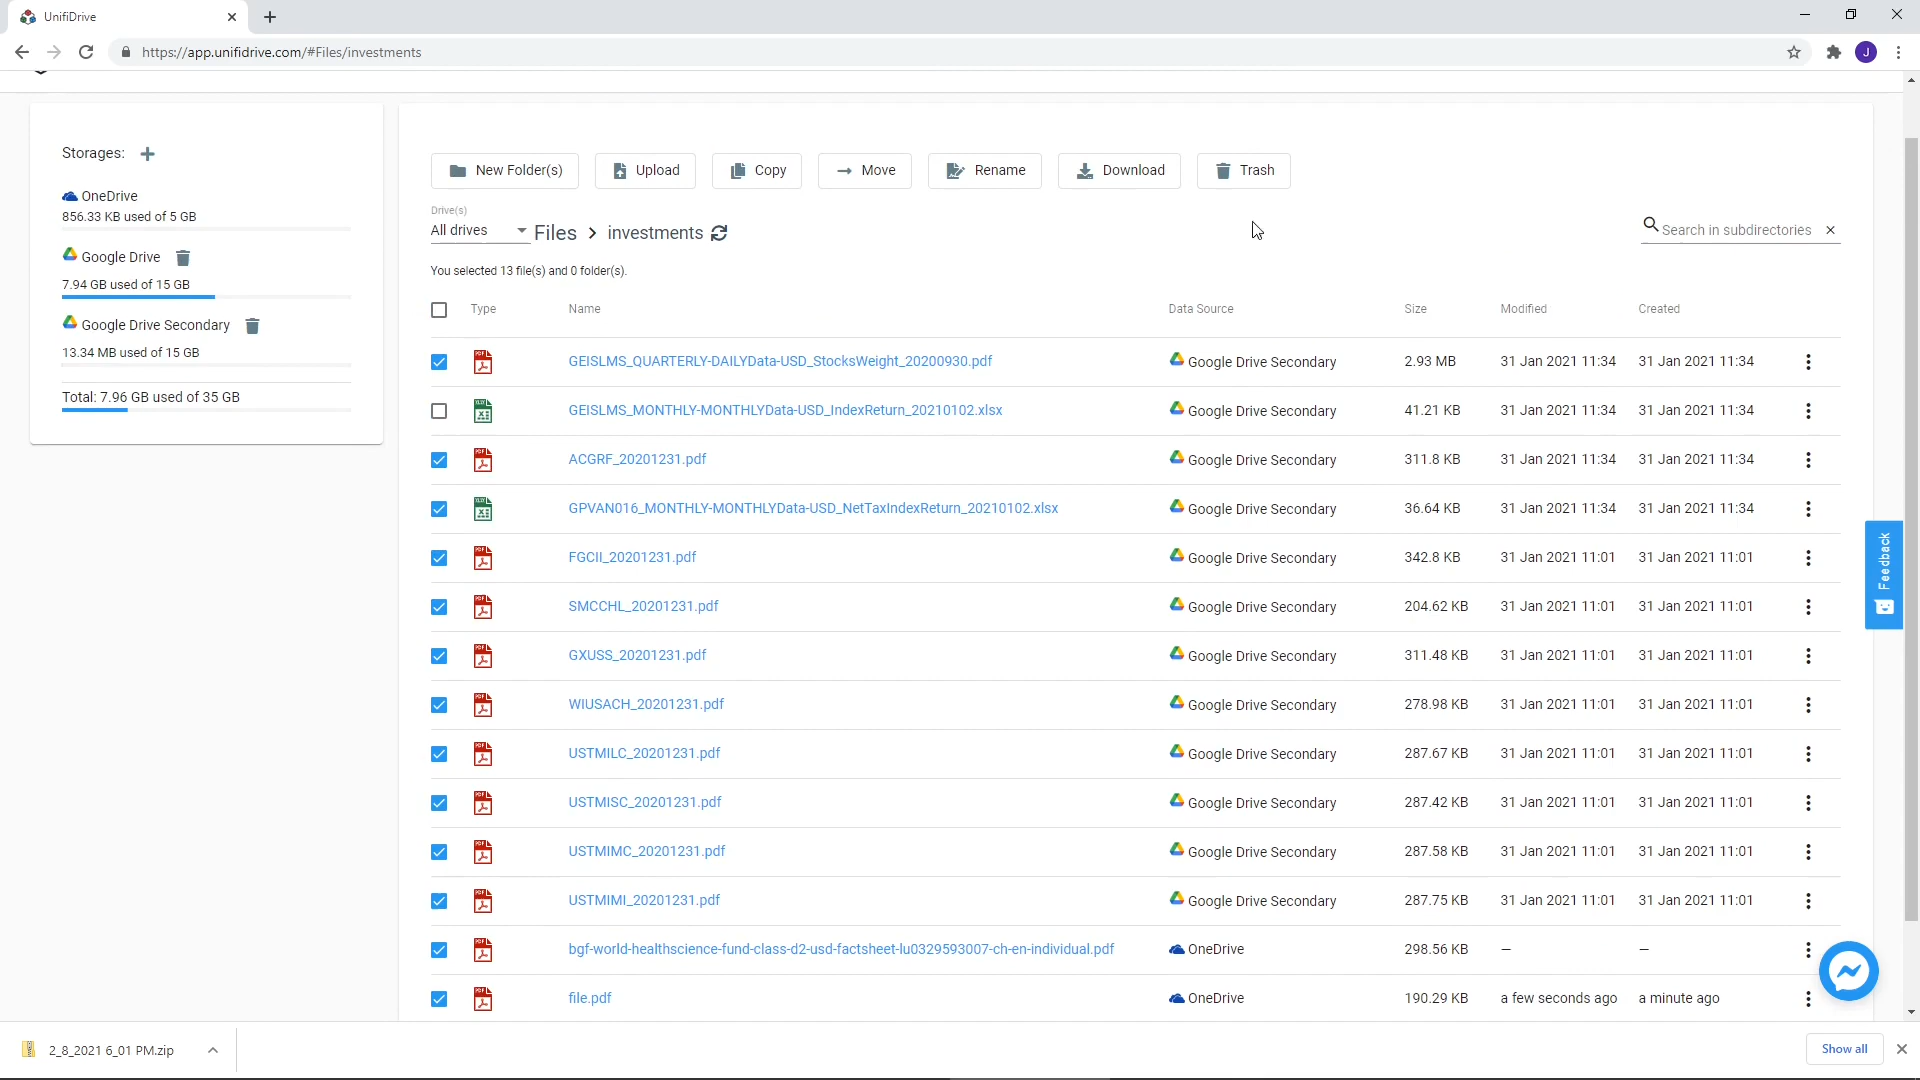 UnifiDrive
https://app.unifidrive.com/#Files/investments
J
Storages:
OneDrive
856.33 KB used of 5 GB
Google Drive
7.94 GB used of 15 GB
Google Drive Secondary
13.34 MB used of 15 GB
Total: 7.96 GB used of 35 GB
New Folder(s) Upload Copy Move Rename Download Trash
Drive(s)
All drives Files > investments
Search in subdirectories
You selected 13 file(s) and 0 folder(s).
Type Name Data Source Size Modified Created
GEISLMS_QUARTERLY-DAILYData-USD_StocksWeight_20200930.pdf Google Drive Secondary 2.93 MB 31 Jan 2021 11:34 31 Jan 2021 11:34
GEISLMS_MONTHLY-MONTHLYData-USD_IndexReturn_20210102.xlsx Google Drive Secondary 41.21 KB 31 Jan 2021 11:34 31 Jan 2021 11:34
ACGRF_20201231.pdf Google Drive Secondary 311.8 KB 31 Jan 2021 11:34 31 Jan 2021 11:34
GPVAN016_MONTHLY-MONTHLYData-USD_NetTaxIndexReturn_20210102.xlsx Google Drive Secondary 36.64 KB 31 Jan 2021 11:34 31 Jan 2021 11:34
FGCII_20201231.pdf Google Drive Secondary 342.8 KB 31 Jan 2021 11:01 31 Jan 2021 11:01
SMCCHL_20201231.pdf Google Drive Secondary 204.62 KB 31 Jan 2021 11:01 31 Jan 2021 11:01
GXUSS_20201231.pdf Google Drive Secondary 311.48 KB 31 Jan 2021 11:01 31 Jan 2021 11:01
WIUSACH_20201231.pdf Google Drive Secondary 278.98 KB 31 Jan 2021 11:01 31 Jan 2021 11:01
USTMILC_20201231.pdf Google Drive Secondary 287.67 KB 31 Jan 2021 11:01 31 Jan 2021 11:01
USTMISC_20201231.pdf Google Drive Secondary 287.42 KB 31 Jan 2021 11:01 31 Jan 2021 11:01
USTMIMC_20201231.pdf Google Drive Secondary 287.58 KB 31 Jan 2021 11:01 31 Jan 2021 11:01
USTMIMI_20201231.pdf Google Drive Secondary 287.75 KB 31 Jan 2021 11:01 31 Jan 2021 11:01
bgf-world-healthscience-fund-class-d2-usd-factsheet-lu0329593007-ch-en-individual.pdf OneDrive 298.56 KB – –
file.pdf OneDrive 190.29 KB a few seconds ago a minute ago
Feedback
2_8_2021 6_01 PM.zip
Show all